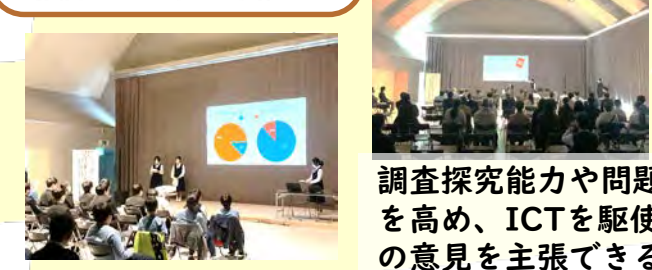 調査探究能力や問題
を高め、ICTを駆使
の意見を主張できる